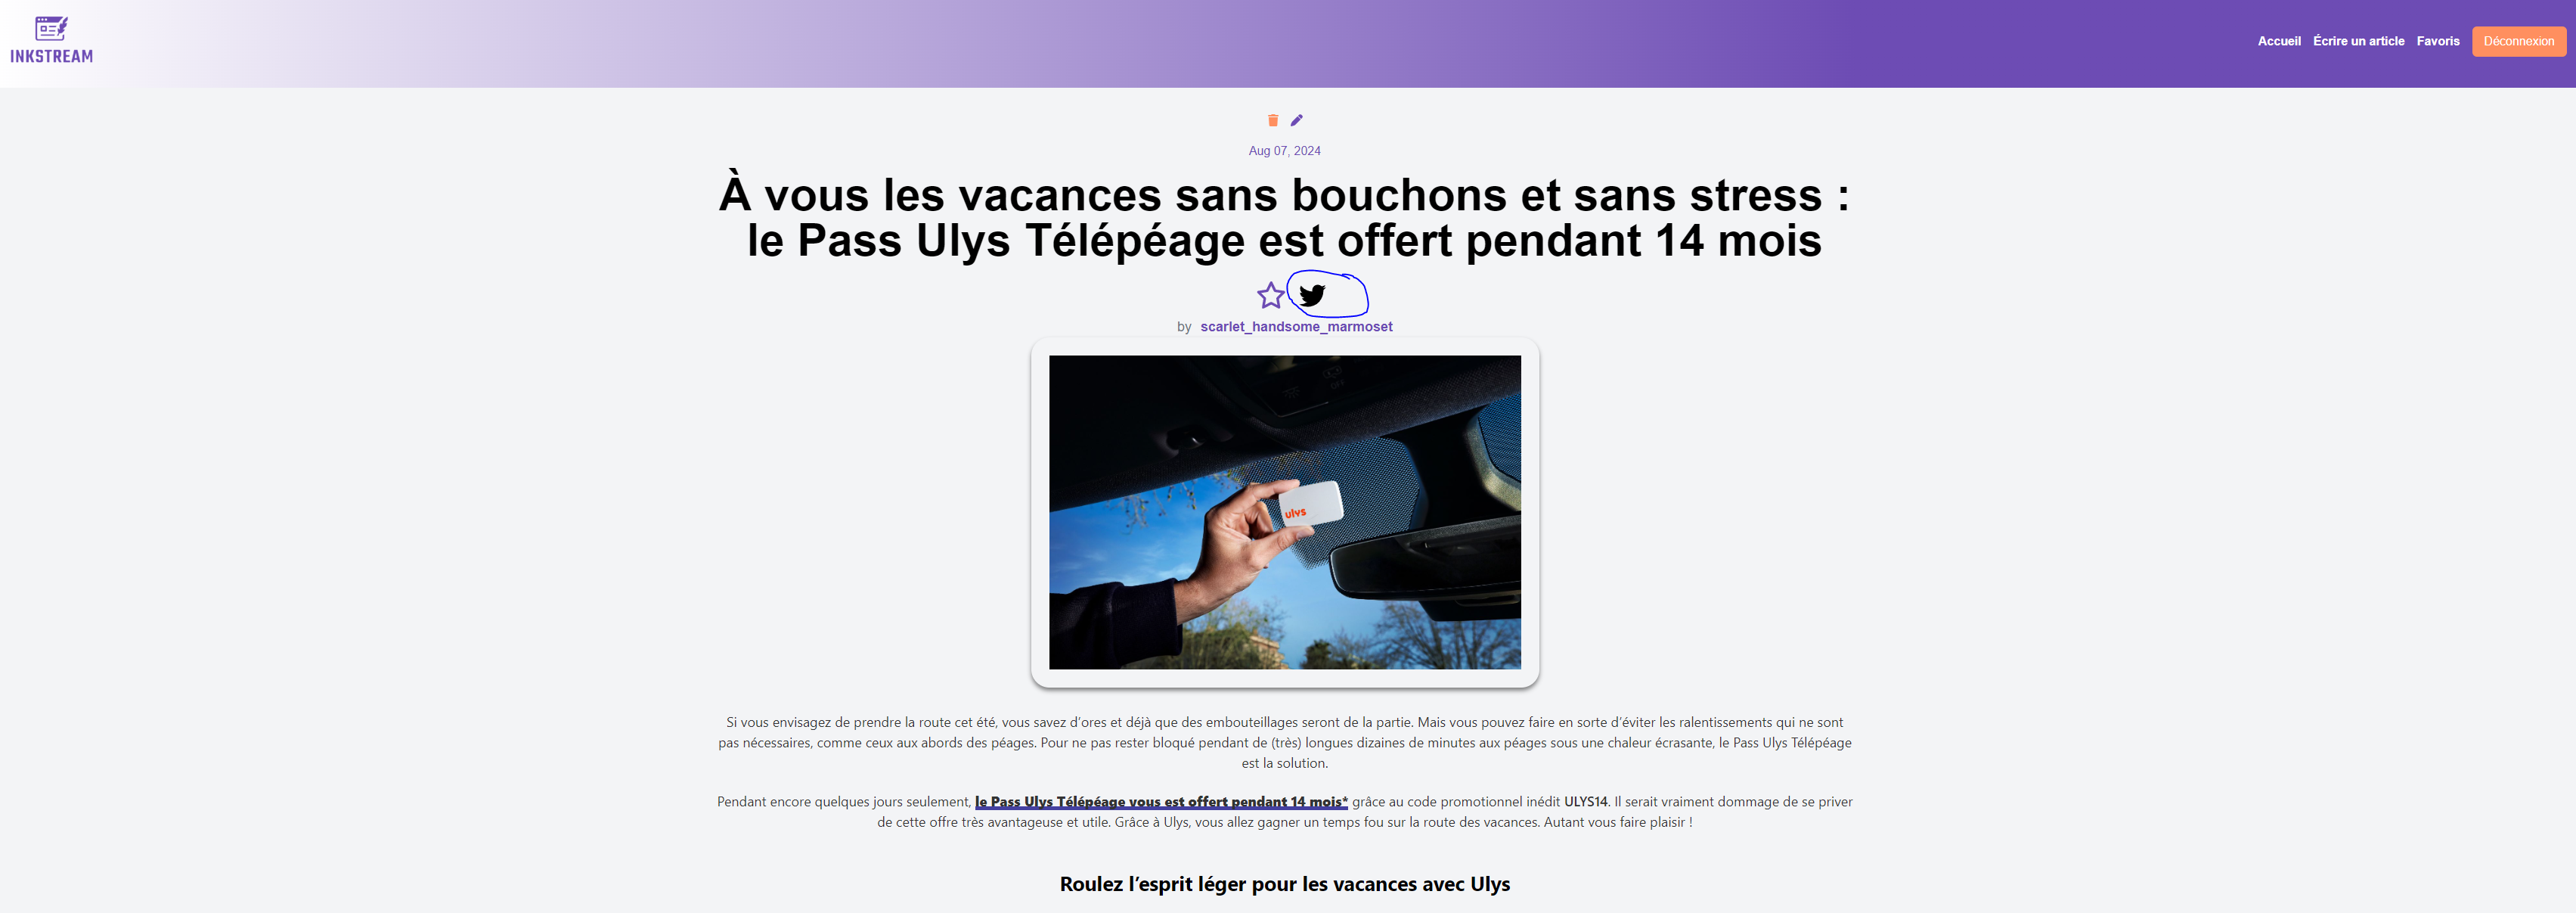 INKSTREAM
Accueil Écrire un article Favoris Déconnexion
Aug 07, 2024
À vous les vacances sans bouchons et sans stress :
le Pass Ulys Télépéage est offert pendant 14 mois
by scarlet_handsome_marmoset
OFF
ulys
Si vous envisagez de prendre la route cet été, vous savez d’ores et déjà que des embouteillages seront de la partie. Mais vous pouvez faire en sorte d’éviter les ralentissements qui ne sont
pas nécessaires, comme ceux aux abords des péages. Pour ne pas rester bloqué pendant de (très) longues dizaines de minutes aux péages sous une chaleur écrasante, le Pass Ulys Télépéage
est la solution.
Pendant encore quelques jours seulement, le Pass Ulys Télépéage vous est offert pendant 14 mois* grâce au code promotionnel inédit ULYS14. Il serait vraiment dommage de se priver
de cette offre très avantageuse et utile. Grâce à Ulys, vous allez gagner un temps fou sur la route des vacances. Autant vous faire plaisir !
Roulez l’esprit léger pour les vacances avec Ulys